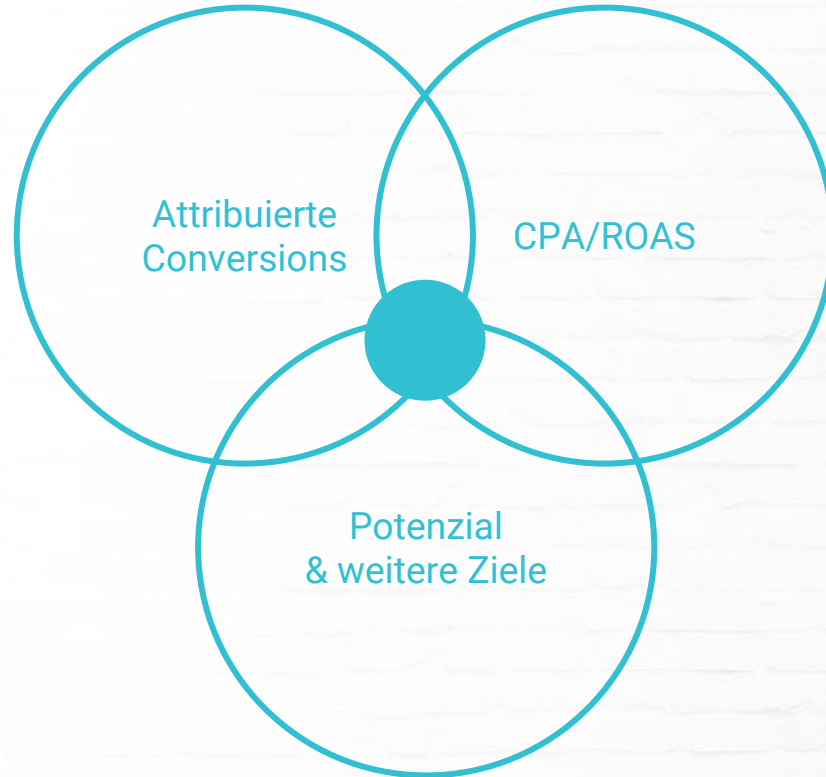 Attribuierte
Conversions
CPA/ROAS
Potenzial
& weitere Ziele